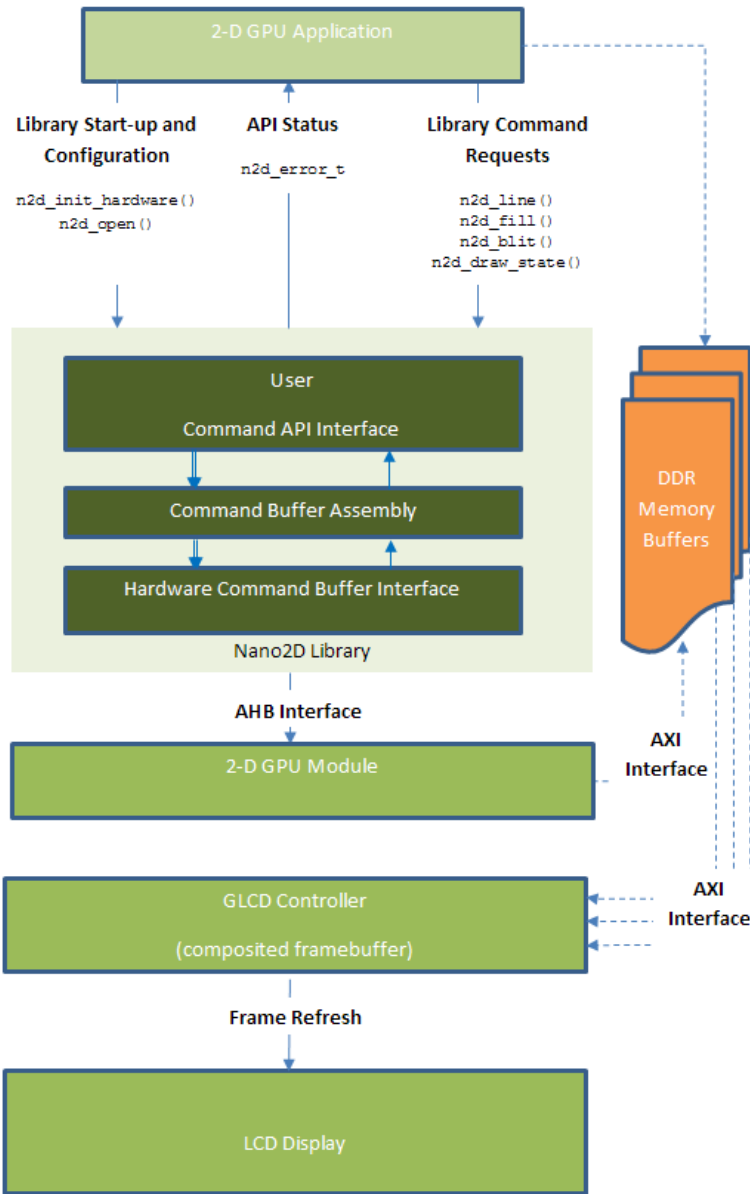 2-D GPU Application
Library Start-up and
Configuration
API Status
Library Command
Requests
n2d_error_t
n2d_init_hardware()
n2d_open()
n2d_line()
n2d_fill()
n2d_blit()
n2d_draw_state()
User
Command API Interface
Command Buffer Assembly
Hardware Command Buffer Interface
Nano2D Library
DDR
Memory
Buffers
AHB Interface
AXI
Interface
2-D GPU Module
GLCD Controller
(composited framebuffer)
AXI
Interface
Frame Refresh
LCD Display